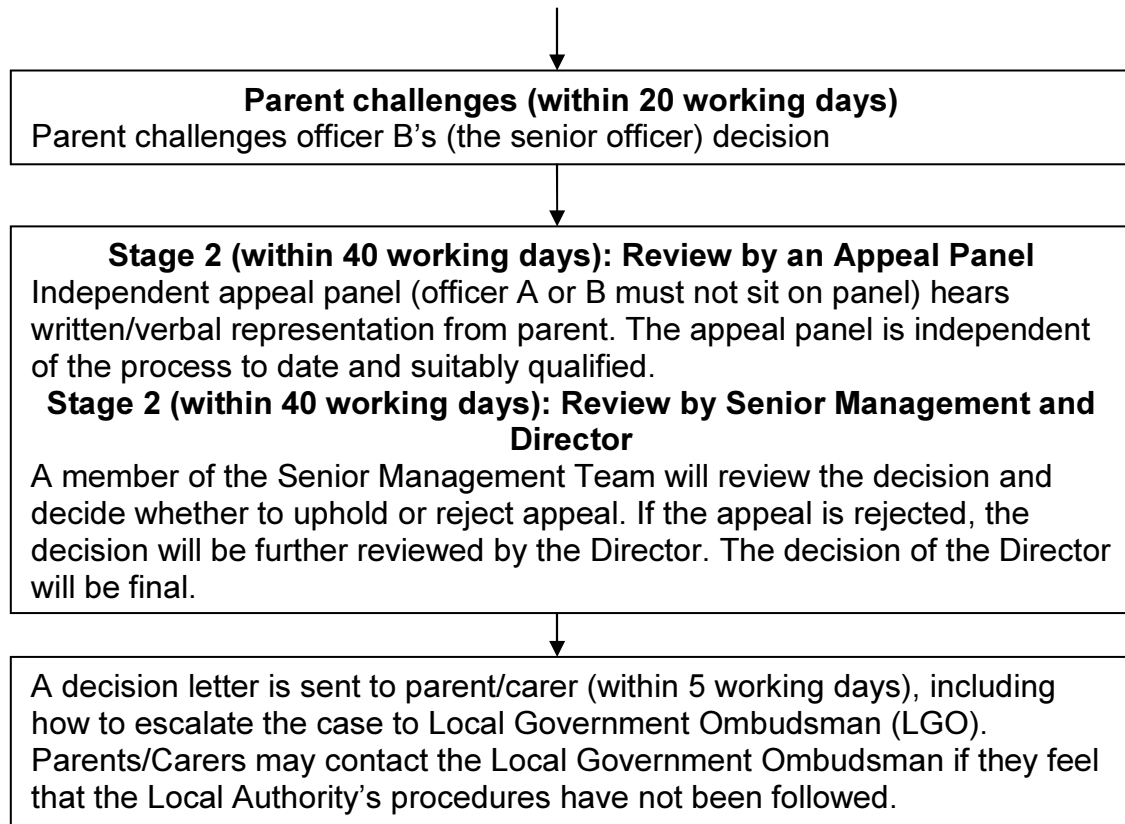 Parent challenges (within 20 working days)
Parent challenges officer B’s (the senior officer) decision
Stage 2 (within 40 working days): Review by an Appeal Panel
Independent appeal panel (officer A or B must not sit on panel) hears
written/verbal representation from parent. The appeal panel is independent
of the process to date and suitably qualified.
Stage 2 (within 40 working days): Review by Senior Management and
Director
A member of the Senior Management Team will review the decision and
decide whether to uphold or reject appeal. If the appeal is rejected, the
decision will be further reviewed by the Director. The decision of the Director
will be final.
A decision letter is sent to parent/carer (within 5 working days), including
how to escalate the case to Local Government Ombudsman (LGO).
Parents/Carers may contact the Local Government Ombudsman if they feel
that the Local Authority’s procedures have not been followed.